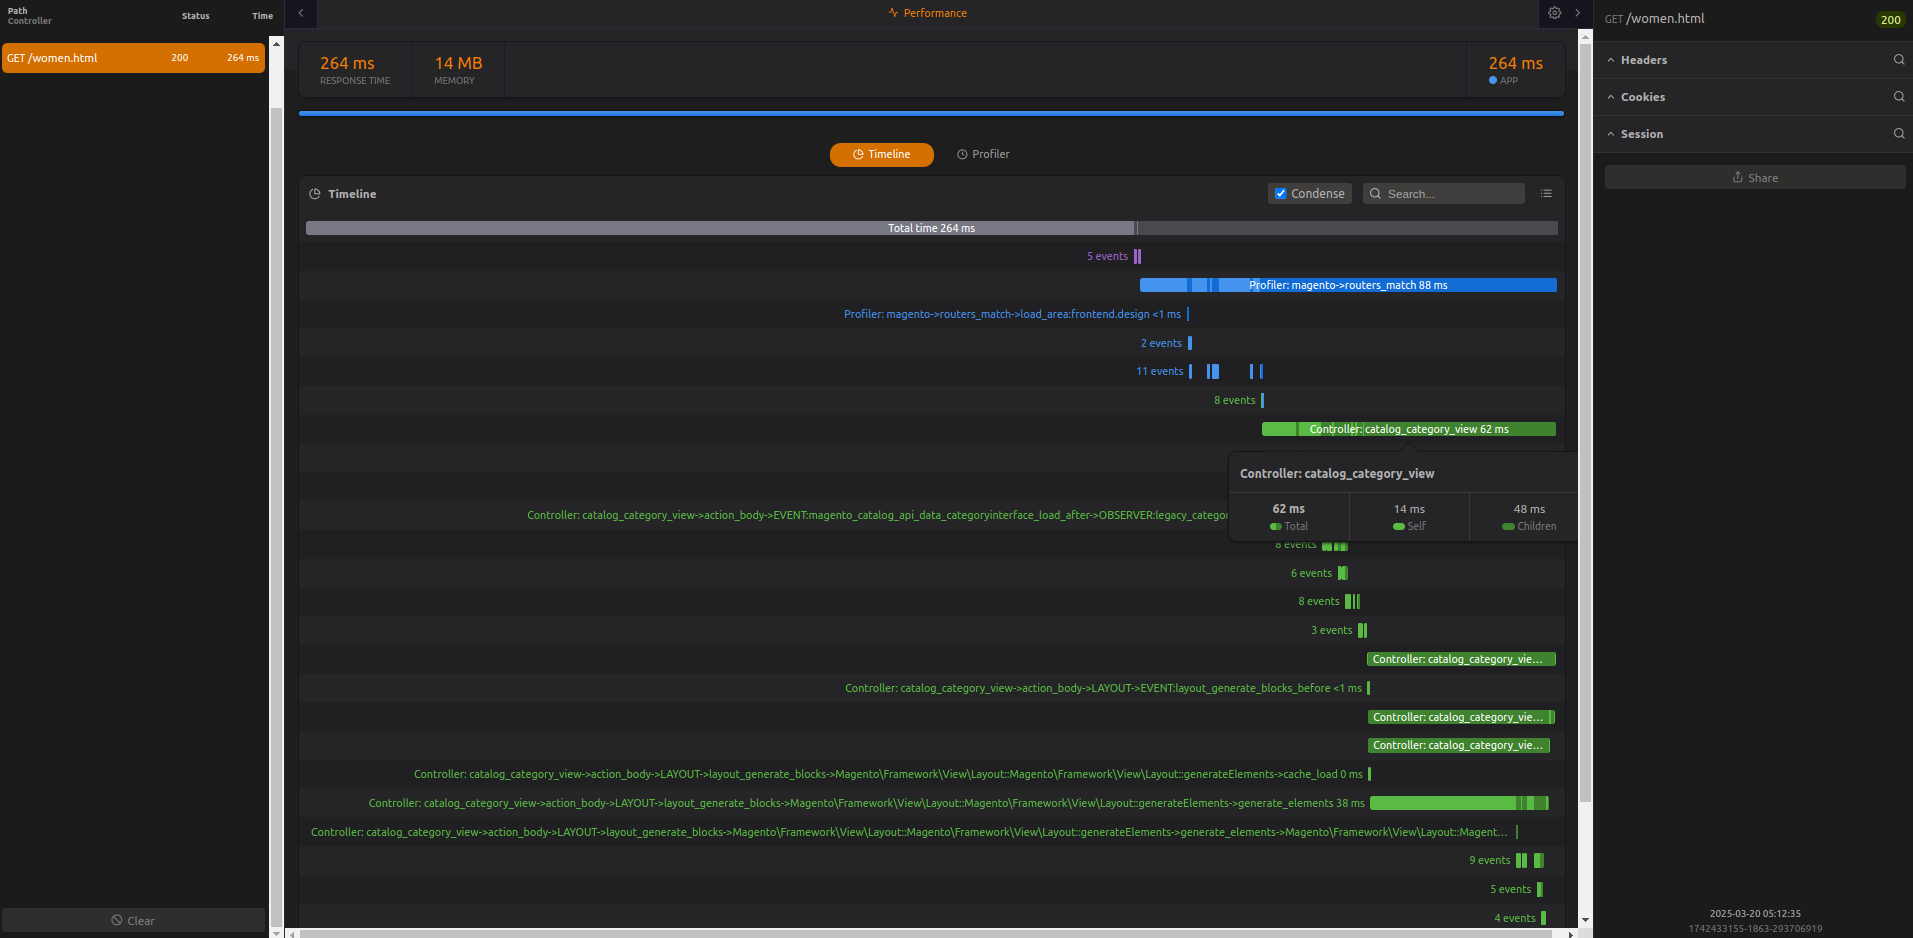 Path
Controller
Status
Time
GET /women.html
200
264 ms
Clear
Performance
264 ms
RESPONSE TIME
14 MB
MEMORY
264 ms
APP
Timeline
Profiler
Timeline
Condense
Search...
Total time 264 ms
5 events
Profiler: magento->routers_match 88 ms
Profiler: magento->routers_match->load_area:frontend.design <1 ms
2 events
11 events
8 events
Controller: catalog_category_view 62 ms
Controller: catalog_category_view
62 ms
Total
14 ms
Self
48 ms
Children
Controller: catalog_category_view->action_body->EVENT:magento_catalog_api_data_categoryinterface_load_after->OBSERVER:legacy_categor
8 events
6 events
8 events
3 events
Controller: catalog_category_vie...
Controller: catalog_category_view->action_body->LAYOUT->EVENT:layout_generate_blocks_before <1 ms
Controller: catalog_category_vie...
Controller: catalog_category_vie...
Controller: catalog_category_view->action_body->LAYOUT->layout_generate_blocks->Magento\Framework\View\Layout::Magento\Framework\View\Layout::generateElements->cache_load 0 ms
Controller: catalog_category_view->action_body->LAYOUT->layout_generate_blocks->Magento\Framework\View\Layout::Magento\Framework\View\Layout::generateElements->generate_elements 38 ms
Controller: catalog_category_view->action_body->LAYOUT->layout_generate_blocks->Magento\Framework\View\Layout::Magento\Framework\View\Layout::generateElements->generate_elements->Magento\Framework\View\Layout::Magent...
9 events
5 events
4 events
GET /women.html
200
Headers
Cookies
Session
Share
2025-03-20 05:12:35
1742433155-1863-293706919